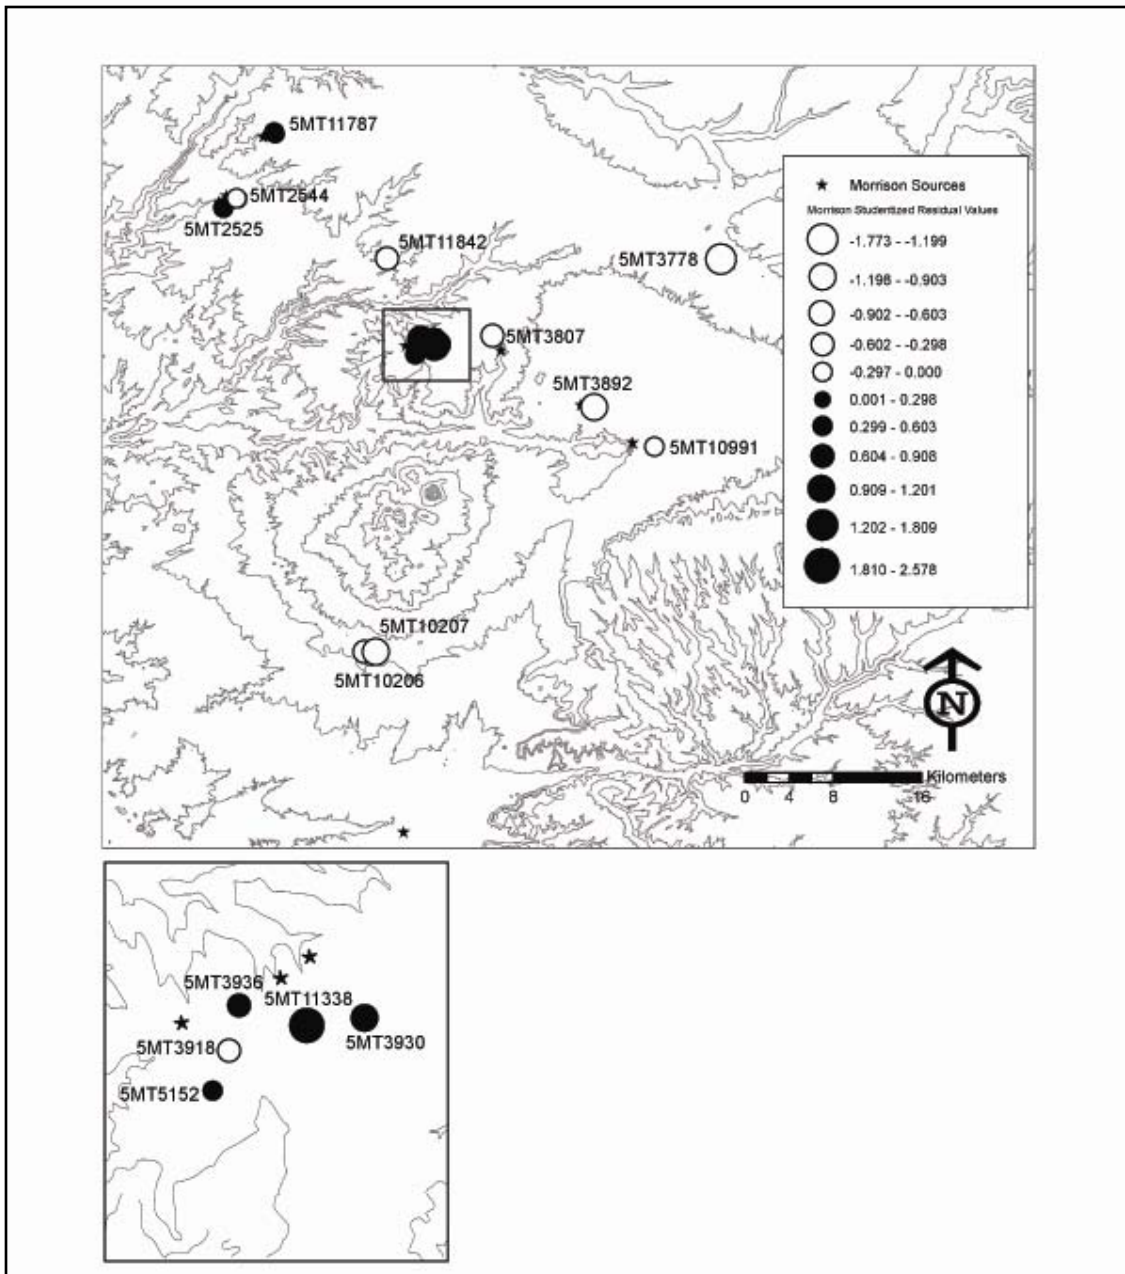 5MT11787
5MT2544
5MT2525
5MT11842
5MT3778
5MT3807
5MT3892
5MT10991
5MT10207
5MT10206
Morrison Sources
Morrison Studentized Residual Values
-1.773 - -1.199
-1.198 - -0.903
-0.902 - -0.603
-0.602 - -0.298
-0.297 - 0.000
0.001 - 0.298
0.299 - 0.603
0.604 - 0.908
0.909 - 1.201
1.202 - 1.809
1.810 - 2.578
N
Kilometers
0 4 8 16
5MT3936
5MT11338
5MT3930
5MT3918
5MT5152